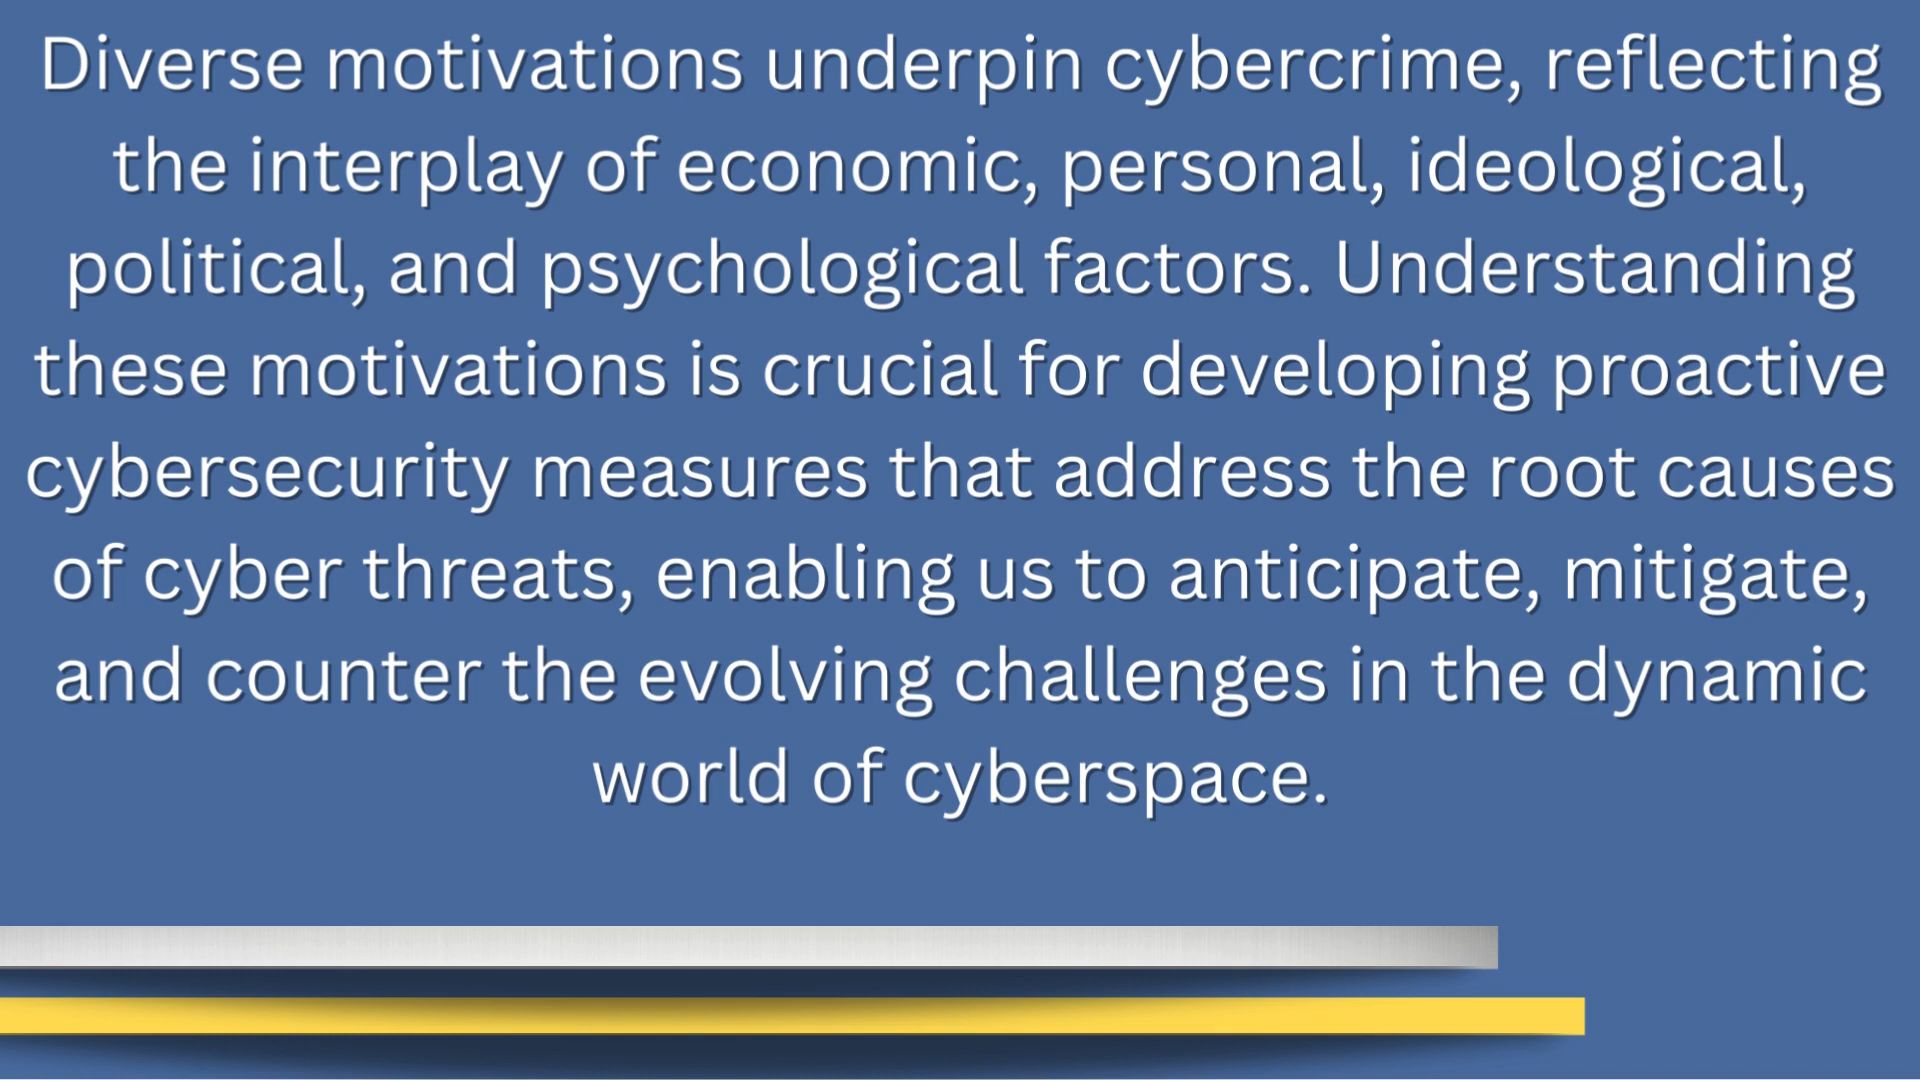 Diverse motivations underpin cybercrime, reflecting
the interplay of economic, personal, ideological,
political, and psychological factors. Understanding
these motivations is crucial for developing proactive
cybersecurity measures that address the root causes
of cyber threats, enabling us to anticipate, mitigate,
and counter the evolving challenges in the dynamic
world of cyberspace.